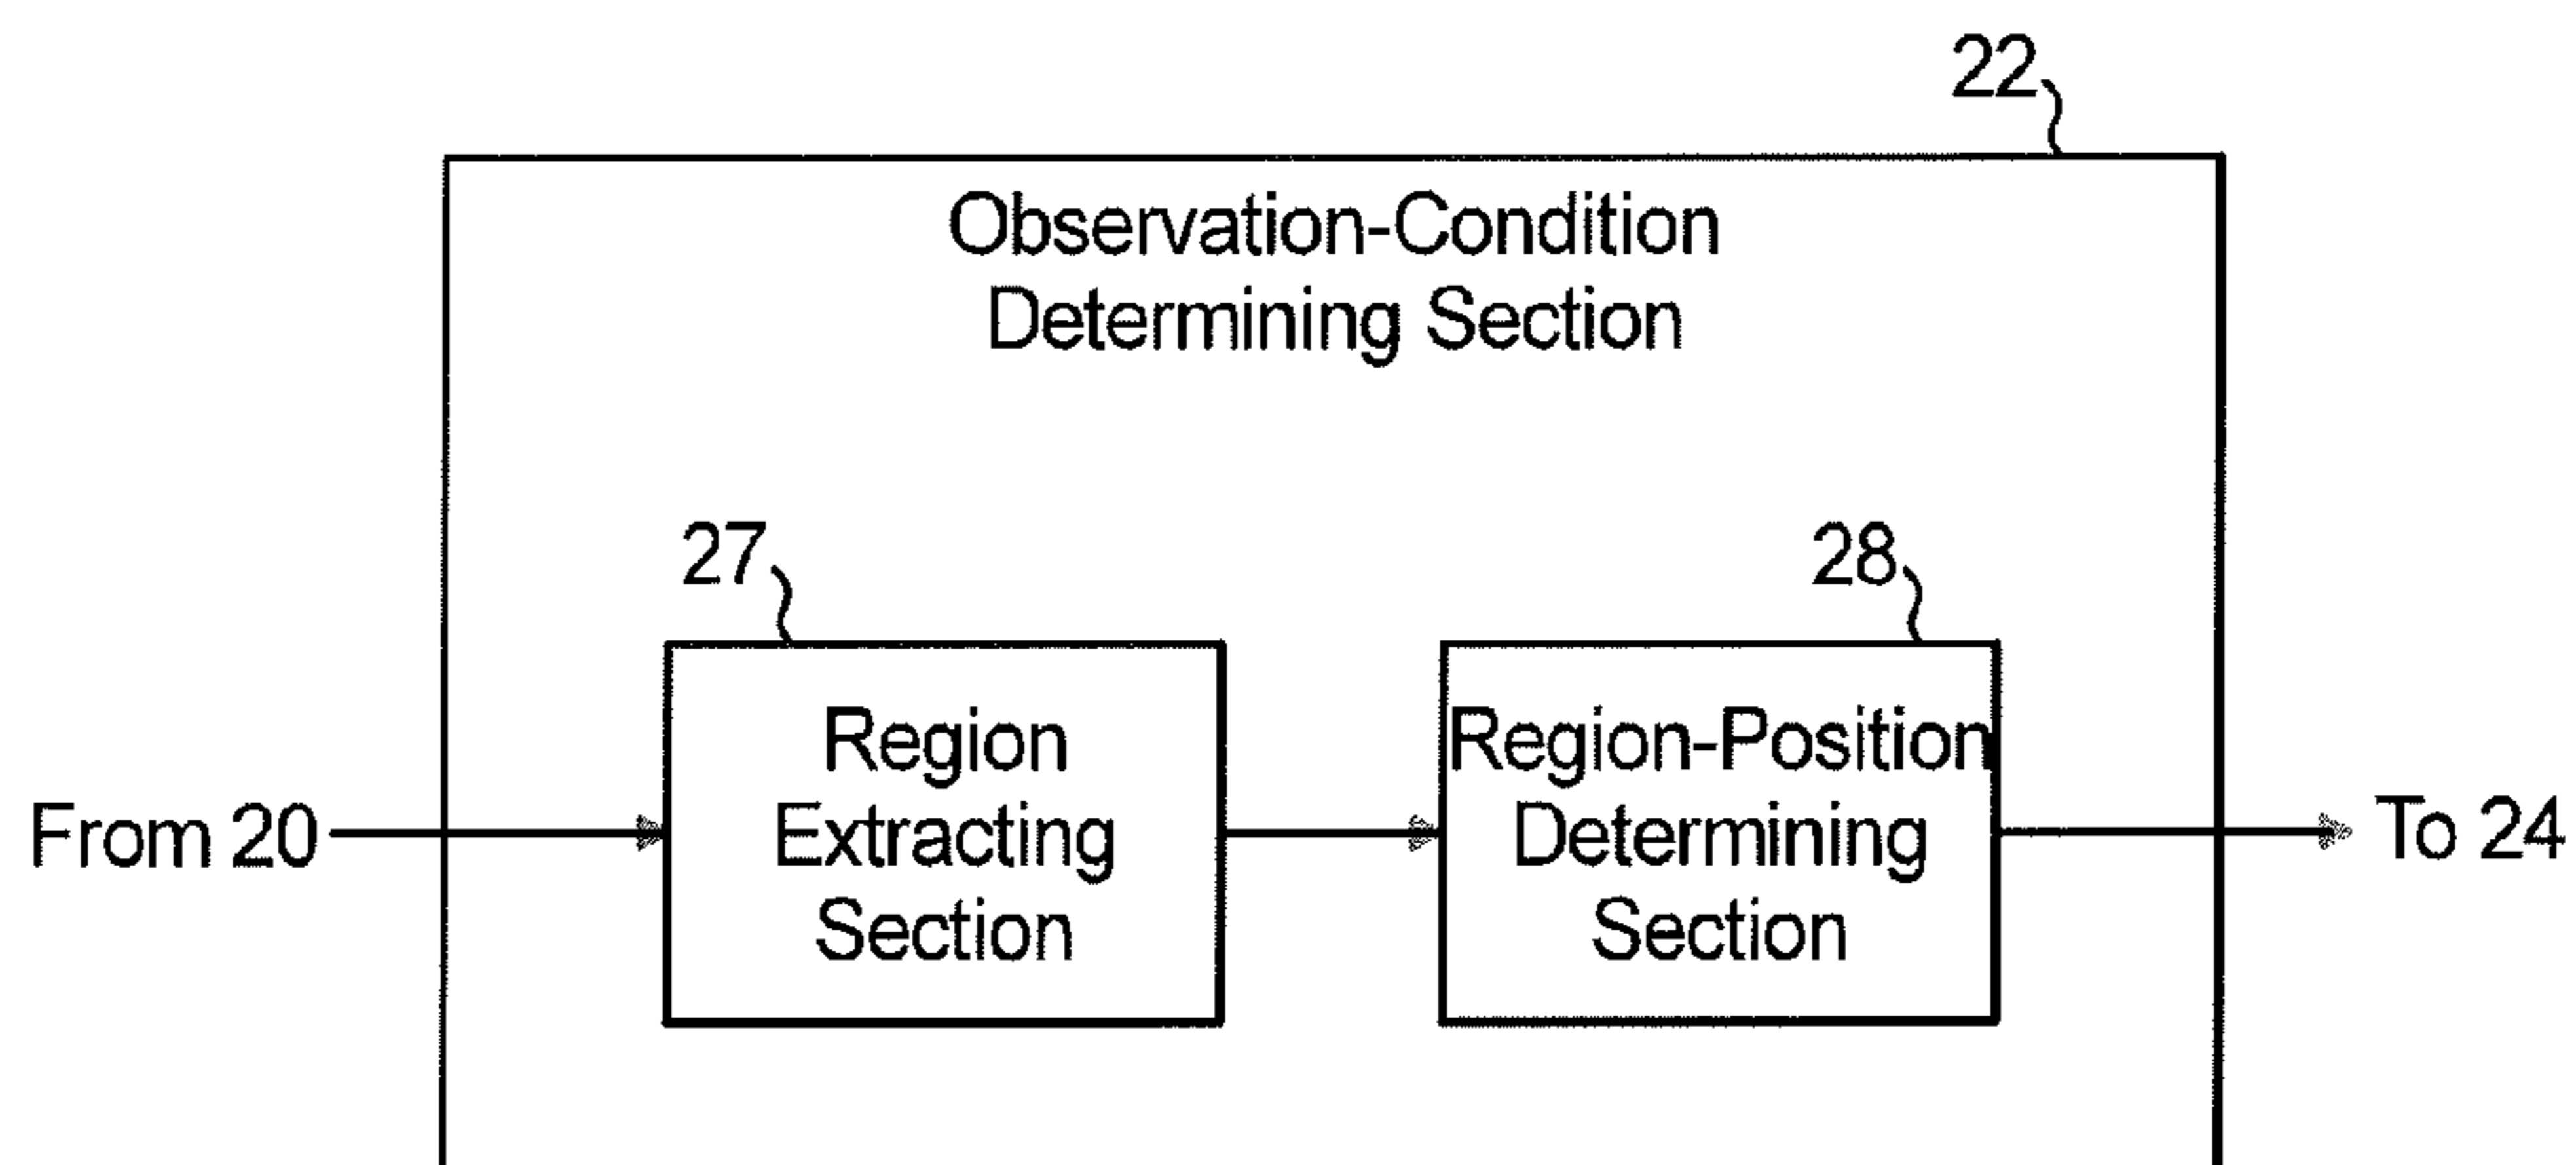 22
Observation-Condition
Determining Section
27
28
Region
Extracting
Section
Region-Position
Determining
Section
From 20
To 24